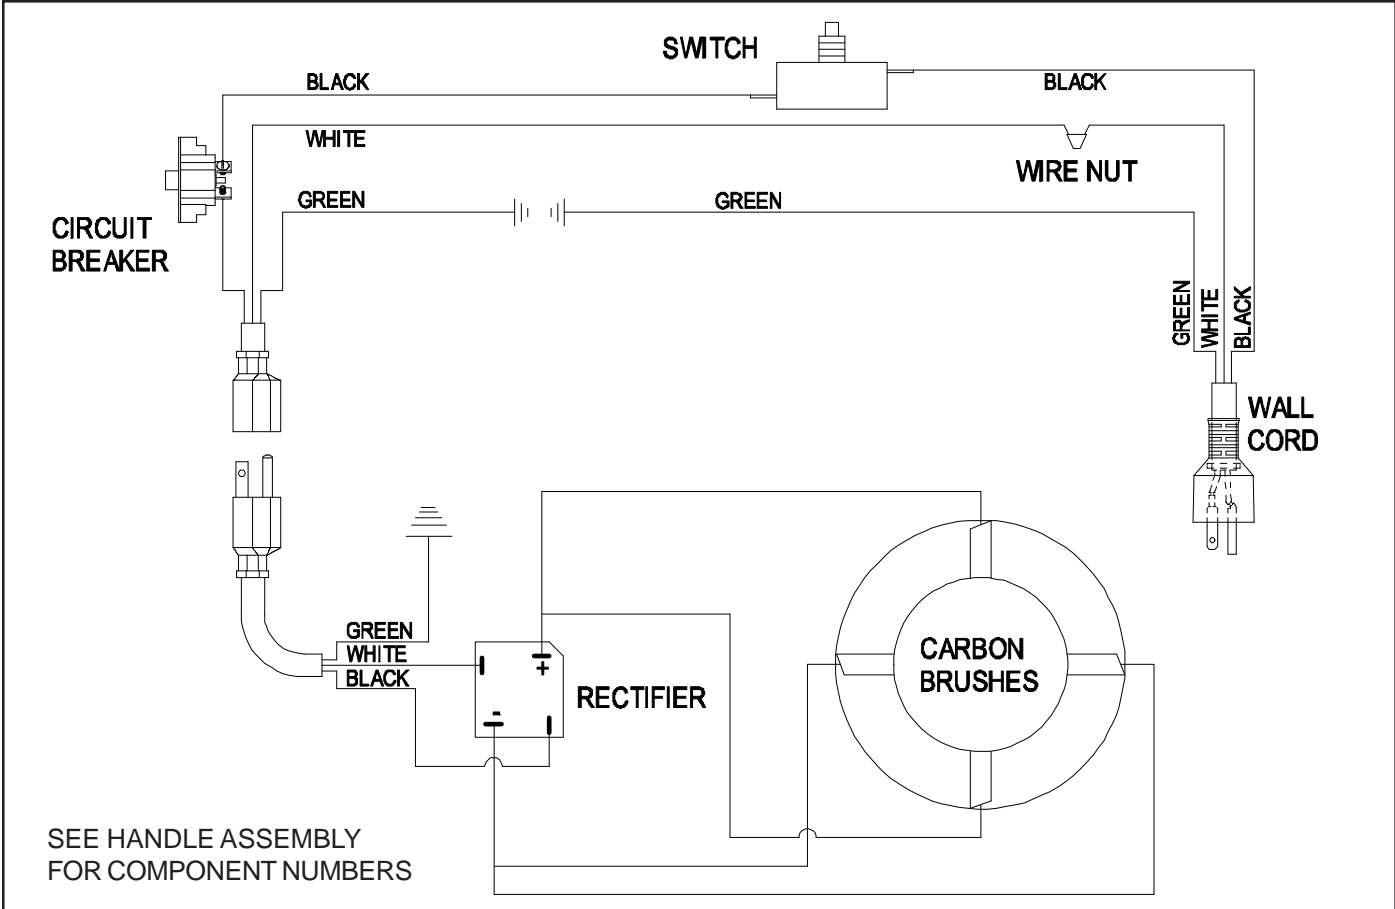 SWITCH
BLACK
BLACK
WHITE
WIRE NUT
GREEN
GREEN
CIRCUIT
BREAKER
GREEN
WHITE
BLACK
WALL
CORD
GREEN
WHITE
BLACK
+
-
RECTIFIER
CARBON
BRUSHES
SEE HANDLE ASSEMBLY
FOR COMPONENT NUMBERS